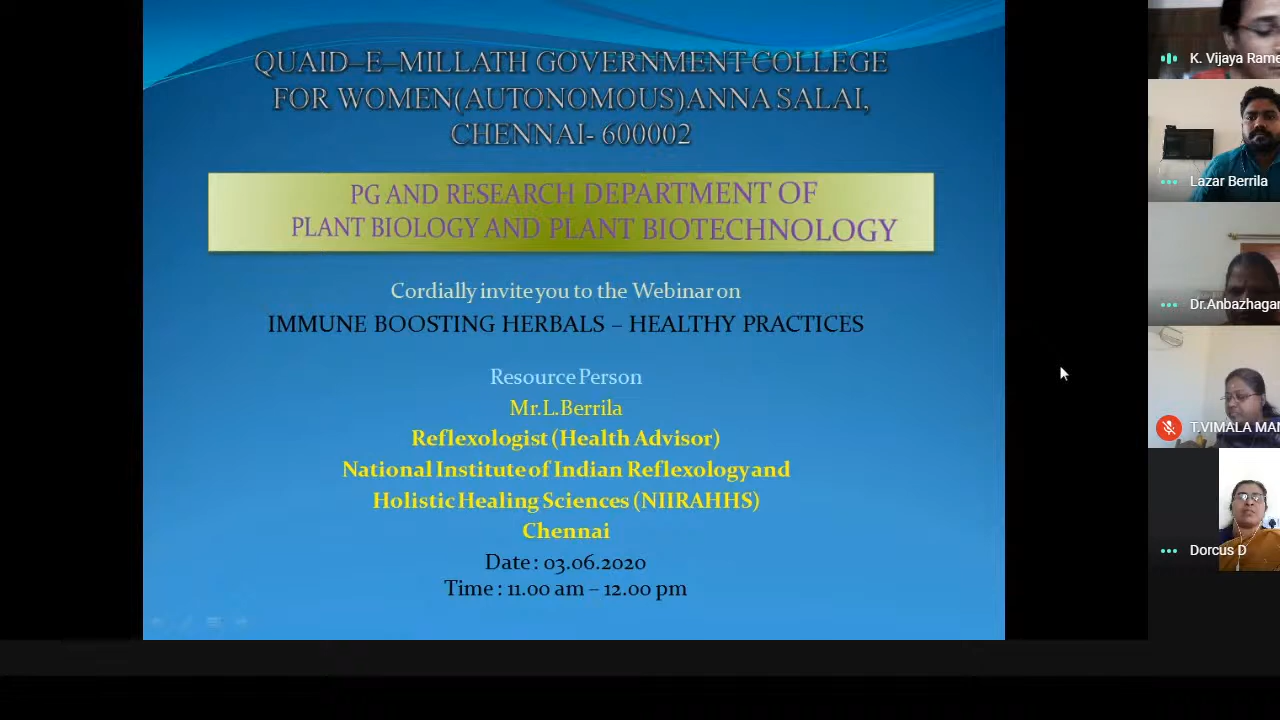 QUAID–E–MILLATH GOVERNMENT COLLEGE
FOR WOMEN(AUTONOMOUS)ANNA SALAI,
CHENNAI- 600002
PG AND RESEARCH DEPARTMENT OF
PLANT BIOLOGY AND PLANT BIOTECHNOLOGY
Cordially invite you to the Webinar on
IMMUNE BOOSTING HERBALS – HEALTHY PRACTICES
Resource Person
Mr.L.Berrila
Reflexologist (Health Advisor)
National Institute of Indian Reflexology and
Holistic Healing Sciences (NIIRAHHS)
Chennai
Date : 03.06.2020
Time : 11.00 am – 12.00 pm
K. Vijaya Rame
Lazar Berrila
Dr.Anbazhagan
T.VIMALA MAN
Dorcus D